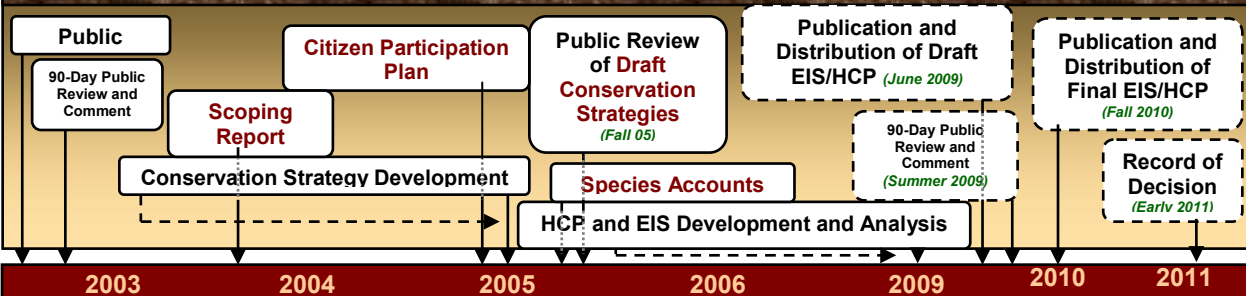 Public
90-Day Public
Review and
Comment
Scoping
Report
Citizen Participation
Plan
Conservation Strategy Development
Public Review
of Draft
Conservation
Strategies
(Fall 05)
Species Accounts
HCP and EIS Development and Analysis
Publication and
Distribution of Draft
EIS/HCP (June 2009)
90-Day Public
Review and
Comment
(Summer 2009)
Publication and
Distribution of
Final EIS/HCP
(Fall 2010)
Record of
Decision
(Early 2011)
2003 2004 2005 2006 2009 2010 2011